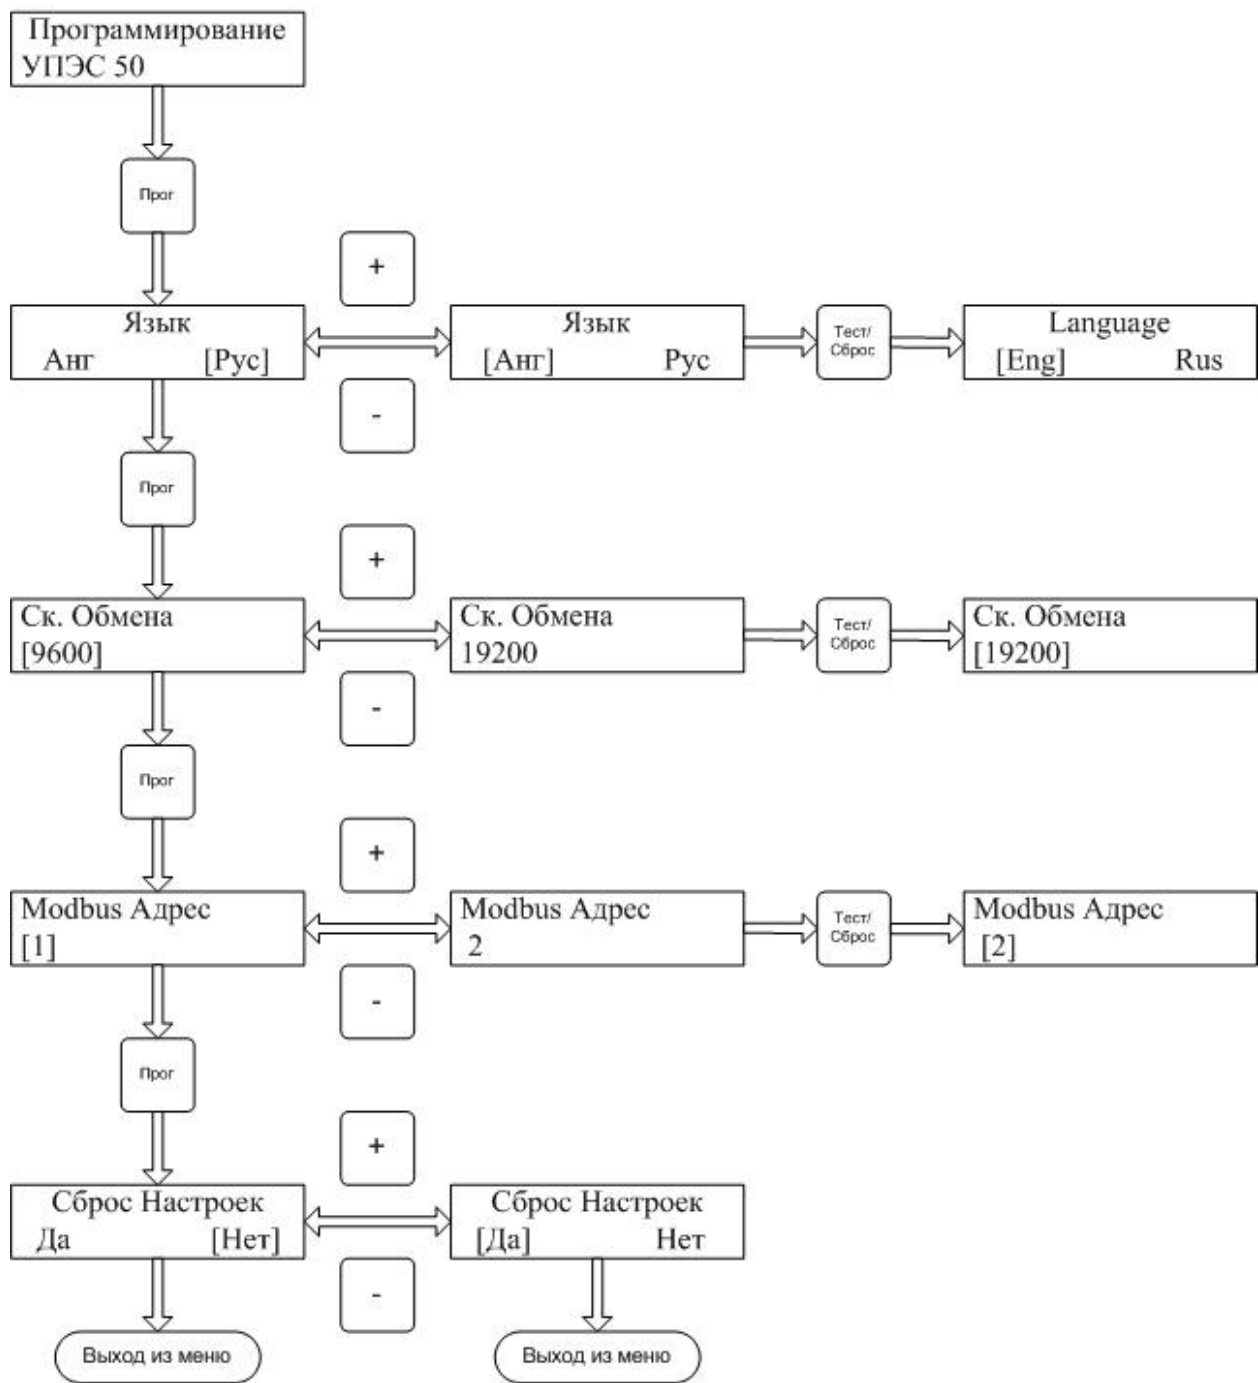 Программирование
УПЭС 50
Прог
+
Язык
Анг [Рус]
Язык
[Анг] Рус
Тест/
Сброс
Language
[Eng] Rus
-
Прог
+
Ск. Обмена
[9600]
Ск. Обмена
19200
Тест/
Сброс
Ск. Обмена
[19200]
-
Прог
+
Modbus Адрес
[1]
Modbus Адрес
2
Тест/
Сброс
Modbus Адрес
[2]
-
Прог
+
Сброс Настроек
Да [Нет]
Сброс Настроек
[Да] Нет
-
Выход из меню
Выход из меню